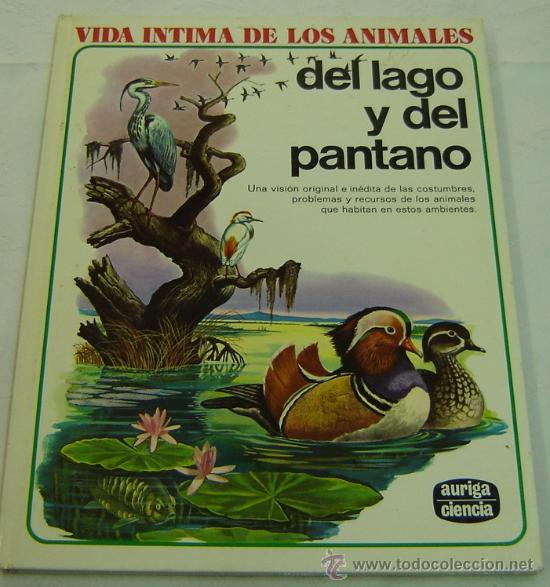 VIDA INTIMA DE LOS ANIMALES
del lago
y del
pantano
Una visión original e inédita de las costumbres,
problemas y recursos de los animales
que habitan en estos ambientes.
auriga
ciencia
www.todocoleccion.net